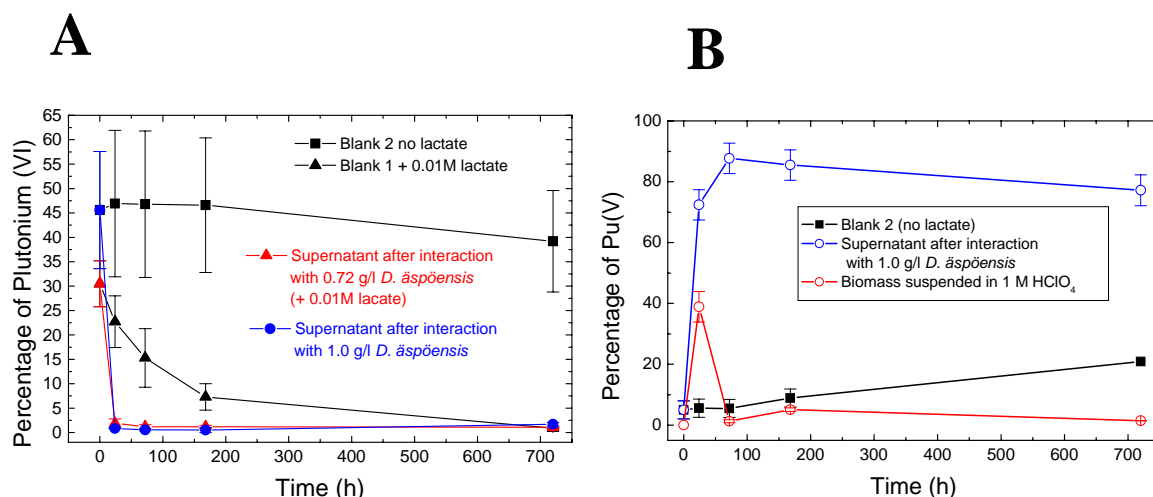 A
B
Percentage of Plutonium (VI)
65
60
55
50
45
40
35
30
25
20
15
10
5
0
Blank 2 no lactate
Blank 1 + 0.01M lactate
Supernatant after interaction
with 0.72 g/l D. äspöensis
(+ 0.01M lacate)
Supernatant after interaction
with 1.0 g/l D. äspöensis
0 100 200 300 400 500 600 700
Time (h)
Percentage of Pu(V)
100
80
60
40
20
0
Blank 2 (no lactate)
Supernatant after interaction
with 1.0 g/l D. äspöensis
Biomass suspended in 1 M HClO₄
0 100 200 300 400 500 600 700
Time (h)